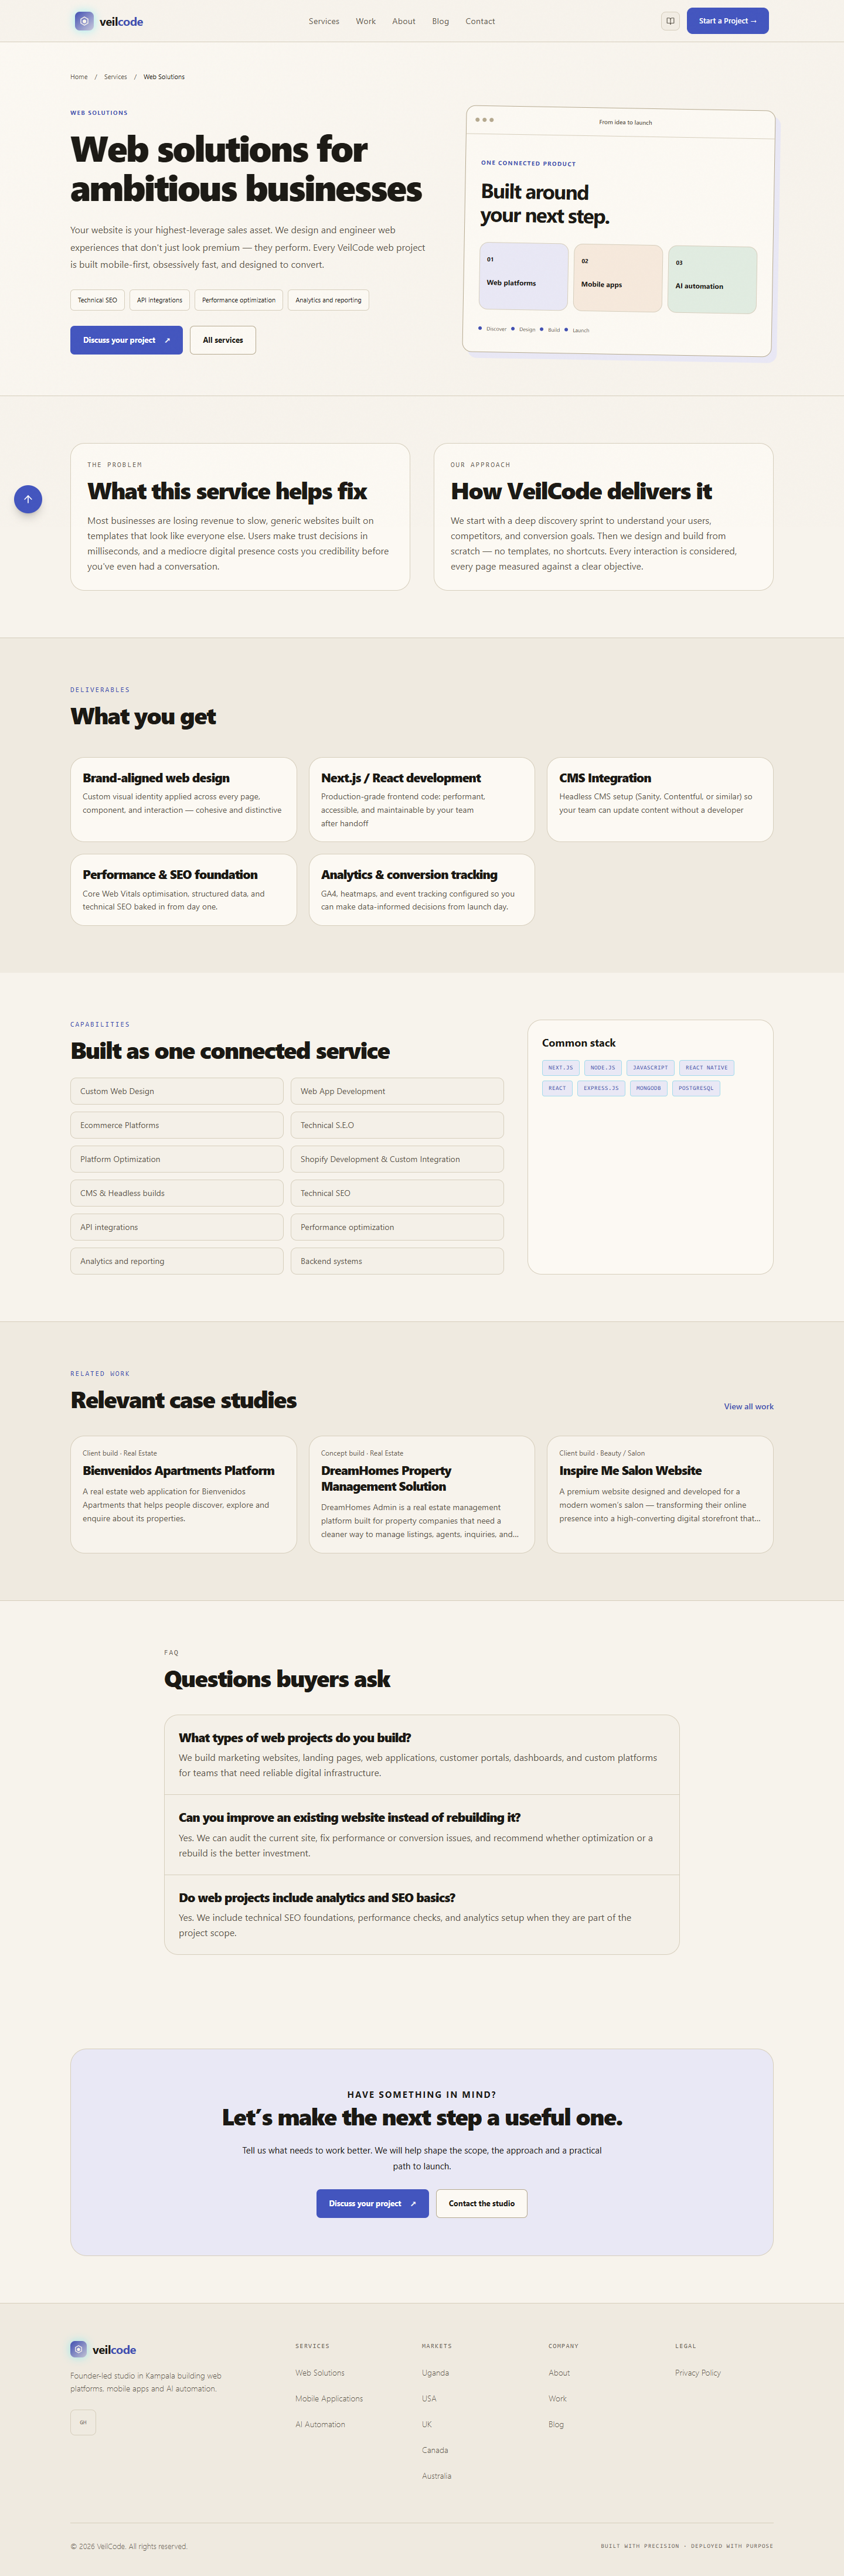 veilcode
Services Work About Blog Contact
Start a Project →
Home / Services / Web Solutions
WEB SOLUTIONS
Web solutions for
ambitious businesses
Your website is your highest-leverage sales asset. We design and engineer web
experiences that don't just look premium — they perform. Every VeilCode web project
is built mobile-first, obsessively fast, and designed to convert.
Technical SEO API integrations Performance optimization Analytics and reporting
Discuss your project ↗ All services
From idea to launch
ONE CONNECTED PRODUCT
Built around
your next step.
01
Web platforms
02
Mobile apps
03
AI automation
Discover Design Build Launch
THE PROBLEM
What this service helps fix
Most businesses are losing revenue to slow, generic websites built on
templates that look like everyone else. Users make trust decisions in
milliseconds, and a mediocre digital presence costs you credibility before
you've even had a conversation.
OUR APPROACH
How VeilCode delivers it
We start with a deep discovery sprint to understand your users,
competitors, and conversion goals. Then we design and build from
scratch — no templates, no shortcuts. Every interaction is considered,
every page measured against a clear objective.
DELIVERABLES
What you get
Brand-aligned web design
Custom visual identity applied across every page,
component, and interaction — cohesive and distinctive
Next.js / React development
Production-grade frontend code: performant,
accessible, and maintainable by your team
after handoff
CMS Integration
Headless CMS setup (Sanity, Contentful, or similar) so
your team can update content without a developer
Performance & SEO foundation
Core Web Vitals optimisation, structured data, and
technical SEO baked in from day one.
Analytics & conversion tracking
GA4, heatmaps, and event tracking configured so you
can make data-informed decisions from launch day.
CAPABILITIES
Built as one connected service
Custom Web Design
Web App Development
Ecommerce Platforms
Technical S.E.O
Platform Optimization
Shopify Development & Custom Integration
CMS & Headless builds
Technical SEO
API integrations
Performance optimization
Analytics and reporting
Backend systems
Common stack
NEXT.JS NODE.JS JAVASCRIPT REACT NATIVE
REACT EXPRESS.JS MONGODB POSTGRESQL
RELATED WORK
Relevant case studies
View all work
Client build · Real Estate
Bienvenidos Apartments Platform
A real estate web application for Bienvenidos
Apartments that helps people discover, explore and
enquire about its properties.
Concept build · Real Estate
DreamHomes Property
Management Solution
DreamHomes Admin is a real estate management
platform built for property companies that need a
cleaner way to manage listings, agents, inquiries, and...
Client build · Beauty / Salon
Inspire Me Salon Website
A premium website designed and developed for a
modern women's salon — transforming their online
presence into a high-converting digital storefront that...
FAQ
Questions buyers ask
What types of web projects do you build?
We build marketing websites, landing pages, web applications, customer portals, dashboards, and custom platforms
for teams that need reliable digital infrastructure.
Can you improve an existing website instead of rebuilding it?
Yes. We can audit the current site, fix performance or conversion issues, and recommend whether optimization or a
rebuild is the better investment.
Do web projects include analytics and SEO basics?
Yes. We include technical SEO foundations, performance checks, and analytics setup when they are part of the
project scope.
HAVE SOMETHING IN MIND?
Let's make the next step a useful one.
Tell us what needs to work better. We will help shape the scope, the approach and a practical
path to launch.
Discuss your project ↗ Contact the studio
veilcode
Founder-led studio in Kampala building web
platforms, mobile apps and AI automation.
GH
SERVICES
Web Solutions
Mobile Applications
AI Automation
MARKETS
Uganda
USA
UK
Canada
Australia
COMPANY
About
Work
Blog
LEGAL
Privacy Policy
© 2026 VeilCode. All rights reserved.
BUILT WITH PRECISION · DEPLOYED WITH PURPOSE